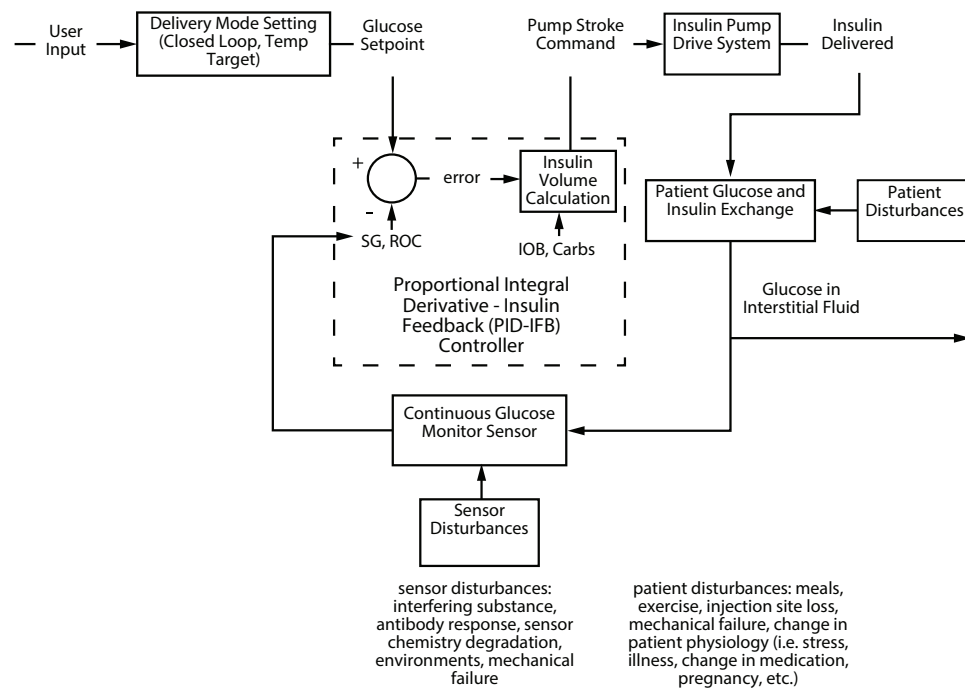 User
Input
Delivery Mode Setting
(Closed Loop, Temp
Target)
Glucose
Setpoint
Pump Stroke
Command
Insulin Pump
Drive System
Insulin
Delivered
+
-
error
Insulin
Volume
Calculation
SG, ROC
IOB, Carbs
Proportional Integral
Derivative - Insulin
Feedback (PID-IFB)
Controller
Patient Glucose and
Insulin Exchange
Patient
Disturbances
Glucose in
Interstitial Fluid
Continuous Glucose
Monitor Sensor
Sensor
Disturbances
sensor disturbances:
interfering substance,
antibody response, sensor
chemistry degradation,
environments, mechanical
failure
patient disturbances: meals,
exercise, injection site loss,
mechanical failure, change in
patient physiology (i.e. stress,
illness, change in medication,
pregnancy, etc.)